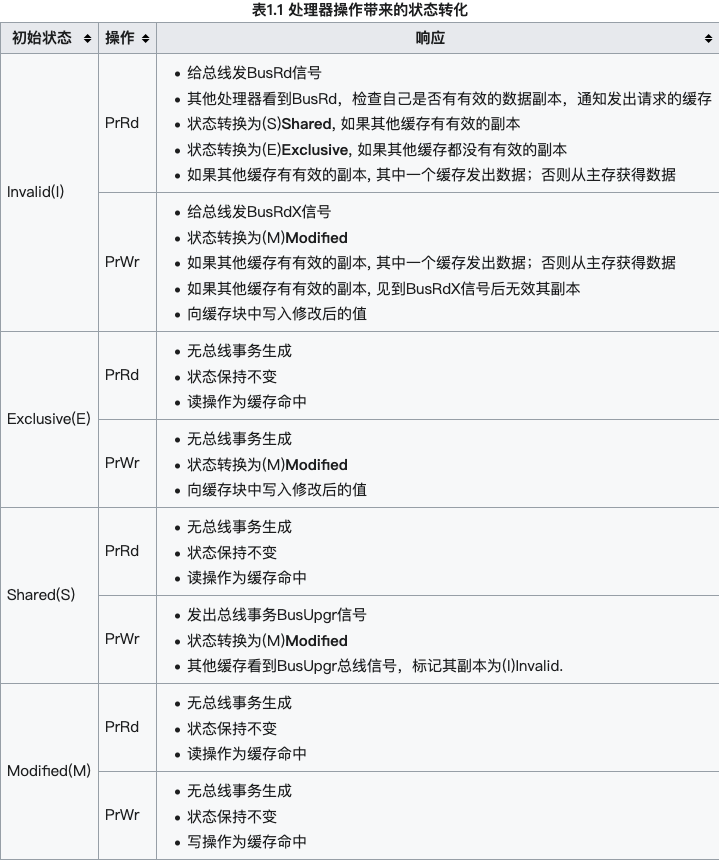 表1.1 处理器操作带来的状态转化
初始状态 操作 响应
Invalid(I)
PrRd
• 给总线发BusRd信号
• 其他处理器看到BusRd，检查自己是否有有效的数据副本，通知发出请求的缓存
• 状态转换为(S)Shared, 如果其他缓存有有效的副本
• 状态转换为(E)Exclusive, 如果其他缓存都没有有效的副本
• 如果其他缓存有有效的副本, 其中一个缓存发出数据；否则从主存获得数据
PrWr
• 给总线发BusRdX信号
• 状态转换为(M)Modified
• 如果其他缓存有有效的副本, 其中一个缓存发出数据；否则从主存获得数据
• 如果其他缓存有有效的副本, 见到BusRdX信号后无效其副本
• 向缓存块中写入修改后的值
Exclusive(E)
PrRd
• 无总线事务生成
• 状态保持不变
• 读操作为缓存命中
PrWr
• 无总线事务生成
• 状态转换为(M)Modified
• 向缓存块中写入修改后的值
Shared(S)
PrRd
• 无总线事务生成
• 状态保持不变
• 读操作为缓存命中
PrWr
• 发出总线事务BusUpgr信号
• 状态转换为(M)Modified
• 其他缓存看到BusUpgr总线信号，标记其副本为(I)Invalid.
Modified(M)
PrRd
• 无总线事务生成
• 状态保持不变
• 读操作为缓存命中
PrWr
• 无总线事务生成
• 状态保持不变
• 写操作为缓存命中